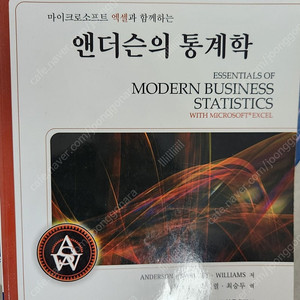 마이크로소프트 엑셀과 함께하는
앤더슨의 통계학
ESSENTIALS OF
MODERN BUSINESS
STATISTICS
WITH MICROSOFT® EXCEL
ANDERSON · WILLIAMS 저
최승두 역